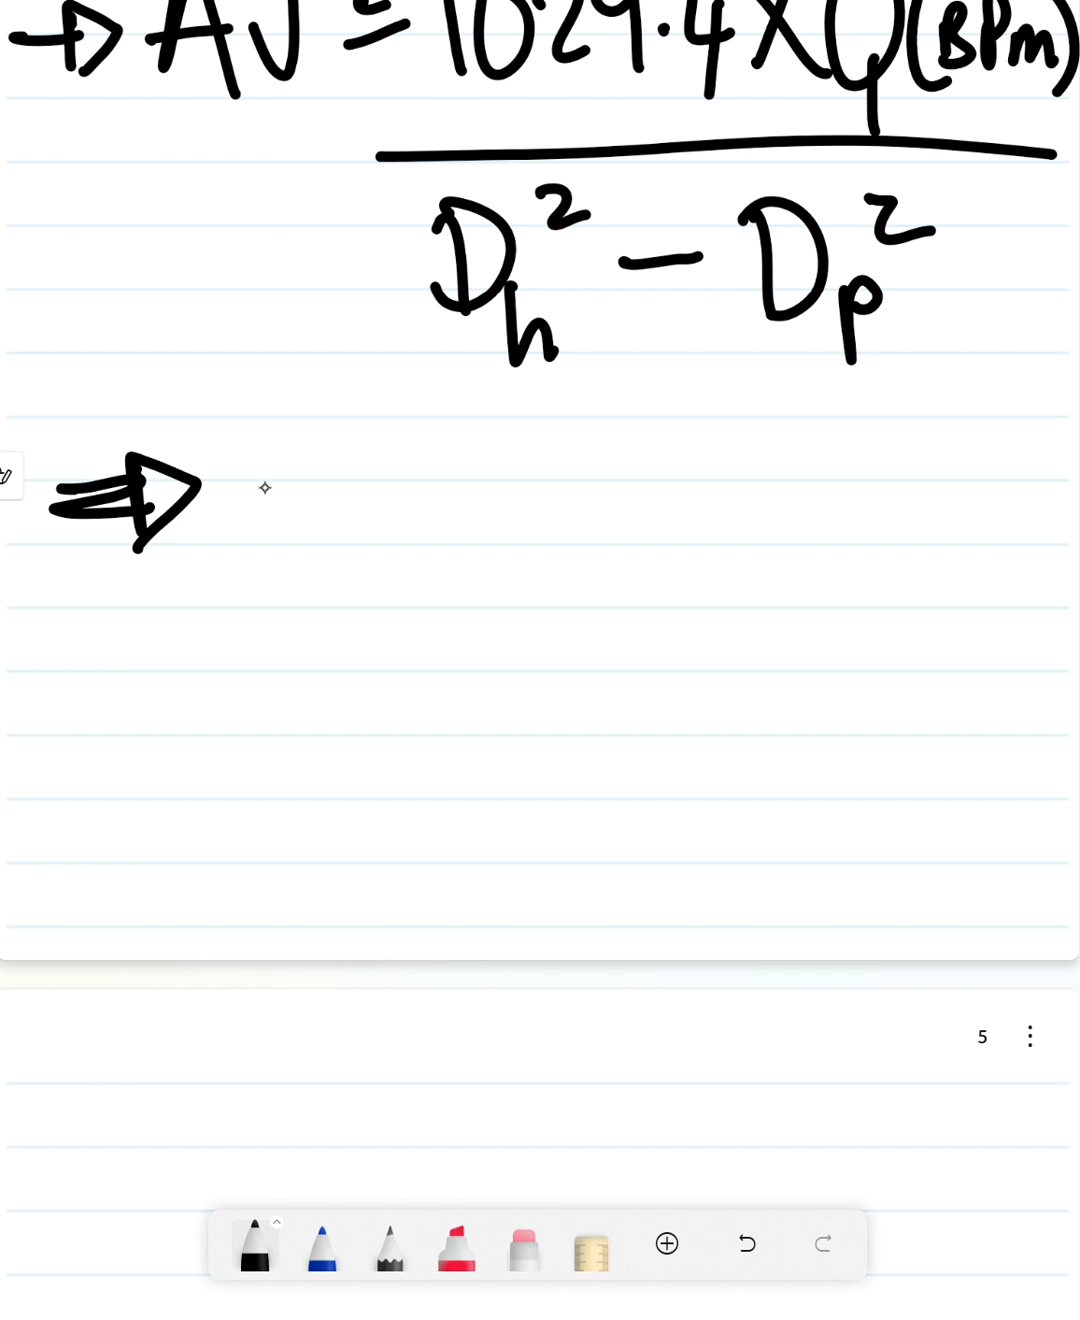 → AV = 1029.4 X Q (BPm)
Dh² - Dp²
⇒
5